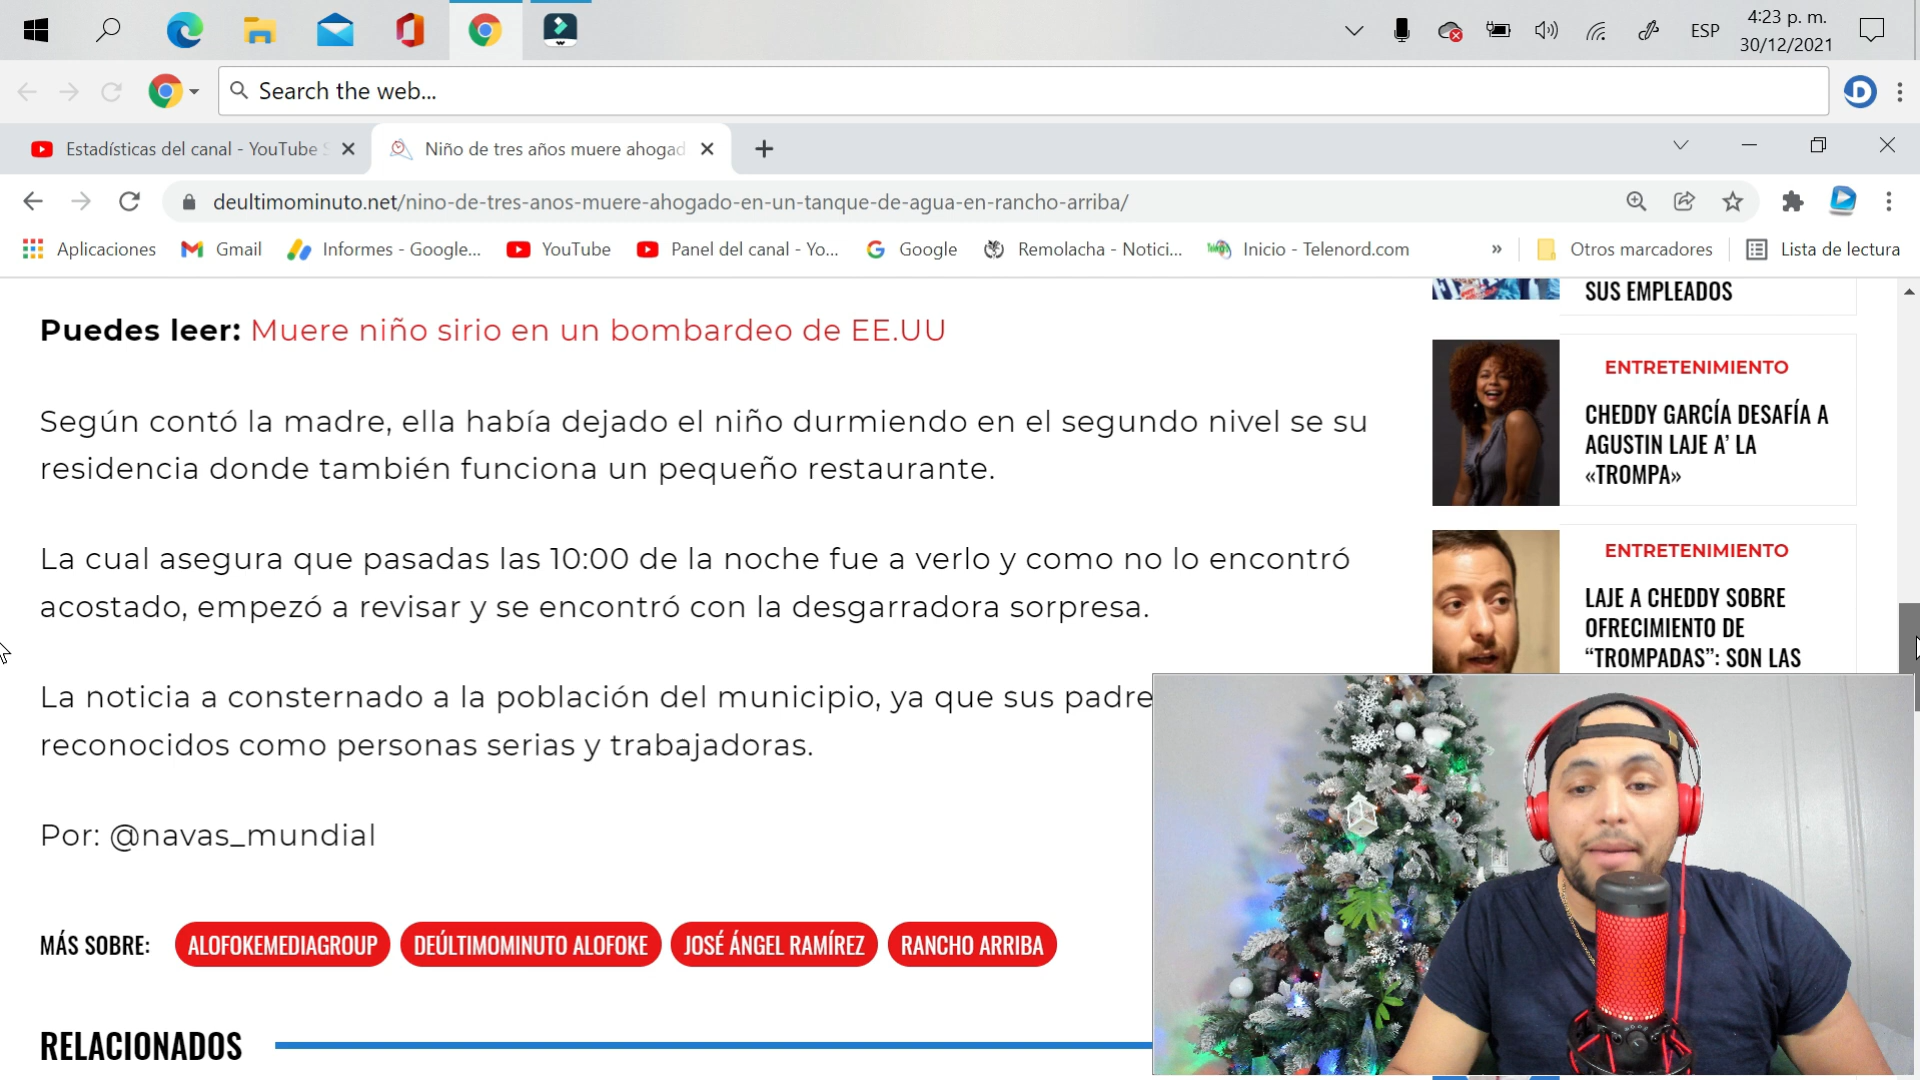 4:23 p. m.
ESP
30/12/2021
Search the web...
Estadísticas del canal - YouTube S
Niño de tres años muere ahogad
deultimominuto.net/nino-de-tres-anos-muere-ahogado-en-un-tanque-de-agua-en-rancho-arriba/
Aplicaciones
Gmail
Informes - Google...
YouTube
Panel del canal - Yo...
Google
Remolacha - Notici...
Inicio - Telenord.com
»
Otros marcadores
Lista de lectura
Puedes leer: Muere niño sirio en un bombardeo de EE.UU
Según contó la madre, ella había dejado el niño durmiendo en el segundo nivel se su
residencia donde también funciona un pequeño restaurante.
La cual asegura que pasadas las 10:00 de la noche fue a verlo y como no lo encontró
acostado, empezó a revisar y se encontró con la desgarradora sorpresa.
La noticia a consternado a la población del municipio, ya que sus padre
reconocidos como personas serias y trabajadoras.
Por: @navas_mundial
MÁS SOBRE:
ALOFOKEMEDIAGROUP
DEÚLTIMOMINUTO ALOFOKE
JOSÉ ÁNGEL RAMÍREZ
RANCHO ARRIBA
RELACIONADOS
SUS EMPLEADOS
ENTRETENIMIENTO
CHEDDY GARCÍA DESAFÍA A
AGUSTIN LAJE A' LA
«TROMPA»
ENTRETENIMIENTO
LAJE A CHEDDY SOBRE
OFRECIMIENTO DE
“TROMPADAS”: SON LAS